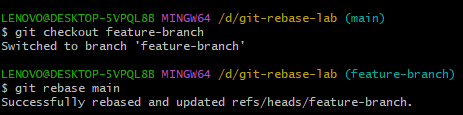 LENOVO@DESKTOP-5VPQL8B MINGW64 /d/git-rebase-lab (main)
$ git checkout feature-branch
Switched to branch 'feature-branch'
LENOVO@DESKTOP-5VPQL8B MINGW64 /d/git-rebase-lab (feature-branch)
$ git rebase main
Successfully rebased and updated refs/heads/feature-branch.